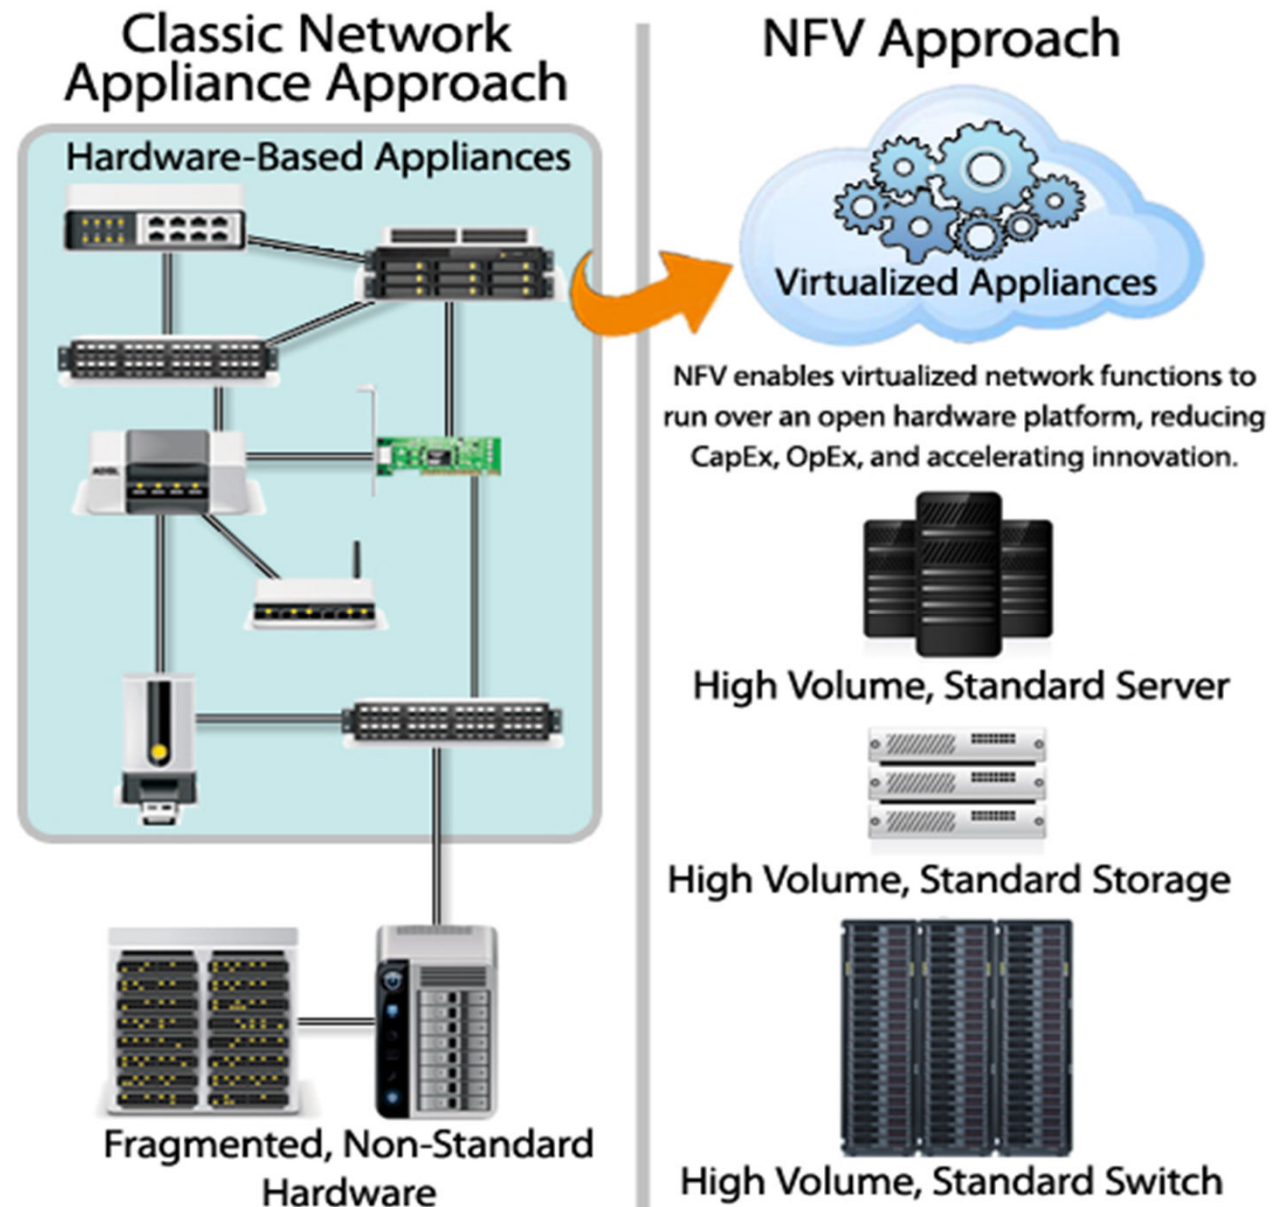 Classic Network
Appliance Approach
Hardware-Based Appliances
ADSL
Fragmented, Non-Standard
Hardware
NFV Approach
Virtualized Appliances
NFV enables virtualized network functions to
run over an open hardware platform, reducing
CapEx, OpEx, and accelerating innovation.
High Volume, Standard Server
High Volume, Standard Storage
High Volume, Standard Switch